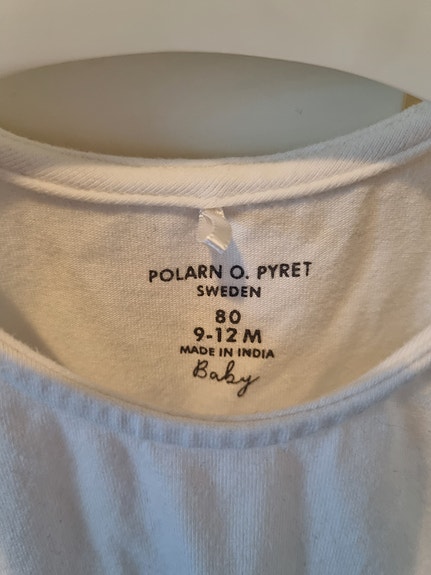 POLARN O. PYRET
SWEDEN
80
9-12 M
MADE IN INDIA
Baby